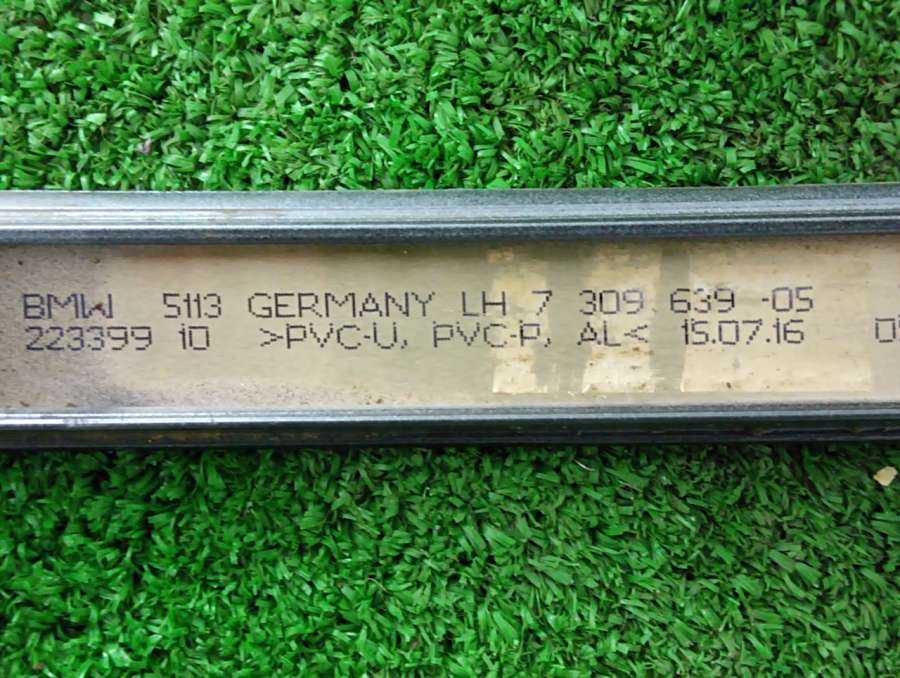 BMW 5113 GERMANY LH 7 309 639 -05
223399 10 >PVC-U, PVC-P, AL< 15.07.16